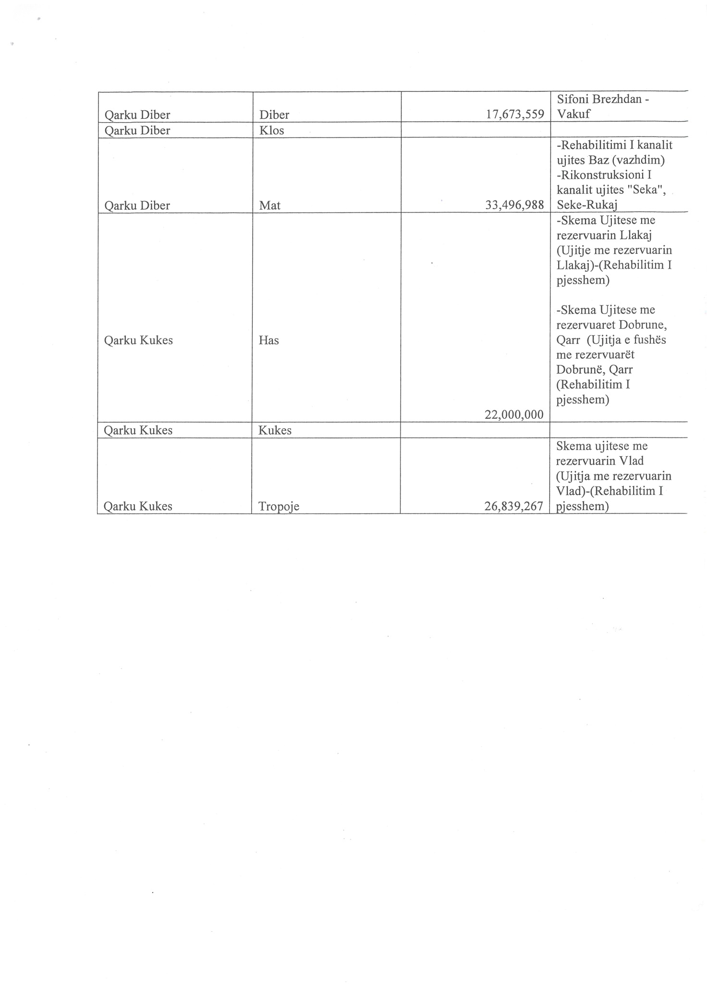 Sifoni Brezhdan -
Qarku Diber Diber 17,673,559 Vakuf
Qarku Diber Klos
-Rehabilitimi I kanalit
ujites Baz (vazhdim)
-Rikonstruksioni I
kanalit ujites "Seka",
Qarku Diber Mat 33,496,988 Seke-Rukaj
-Skema Ujitese me
rezervuarin Llakaj
(Ujitje me rezervuarin
Llakaj)-(Rehabilitim I
pjesshem)
-Skema Ujitese me
rezervuaret Dobrune,
Qarku Kukes Has Qarr (Ujitja e fushës
me rezervuarët
Dobrunë, Qarr
(Rehabilitim I
pjesshem)
22,000,000
Qarku Kukes Kukes
Skema ujitese me
rezervuarin Vlad
(Ujitja me rezervuarin
Vlad)-(Rehabilitim I
Qarku Kukes Tropoje 26,839,267 pjesshem)